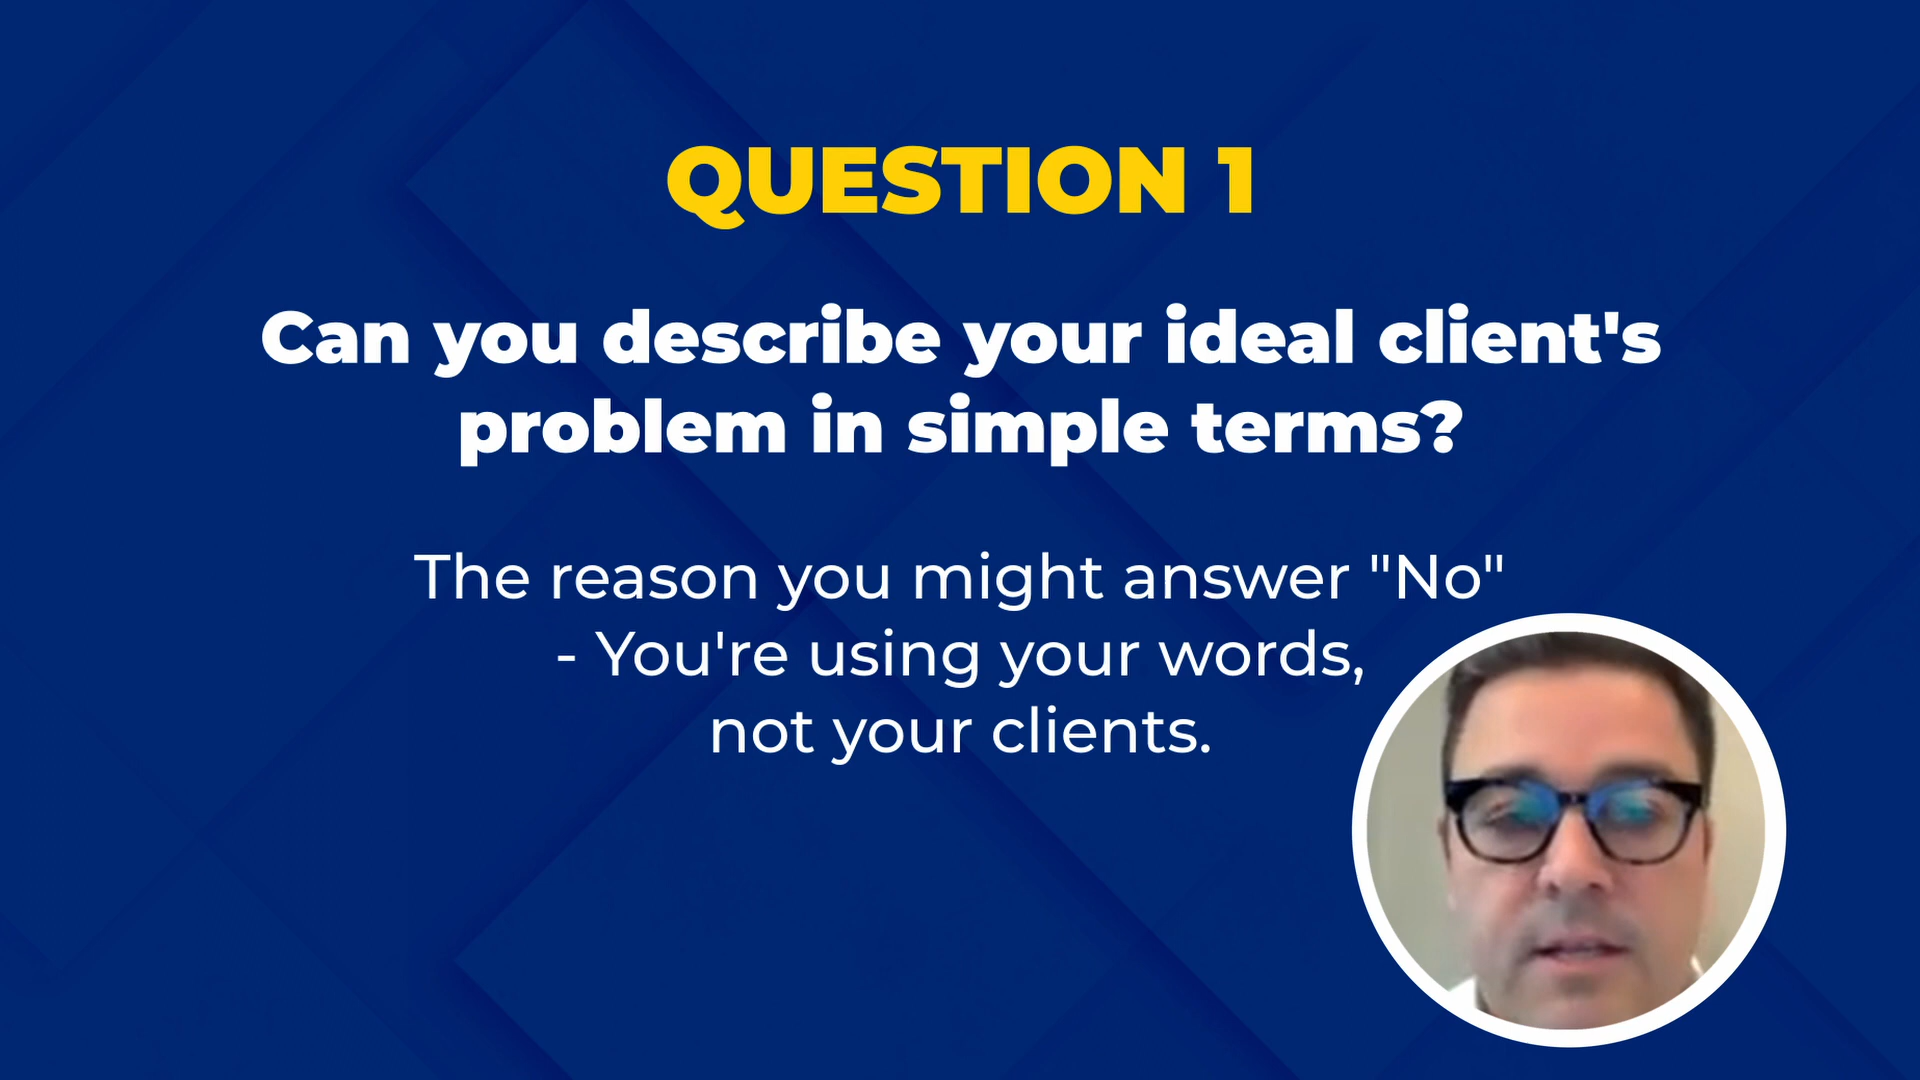 QUESTION 1
Can you describe your ideal client's
problem in simple terms?
The reason you might answer "No"
- You're using your words,
not your clients.